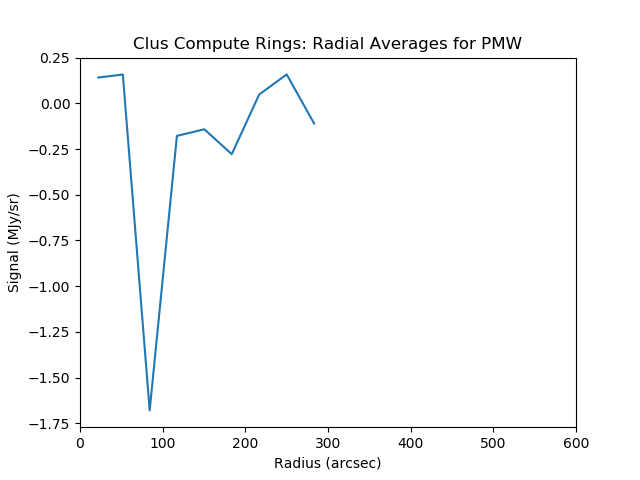 Clus Compute Rings: Radial Averages for PMW
0.25
0.00
−0.25
−0.50
−0.75
−1.00
−1.25
−1.50
−1.75
Signal (MJy/sr)
0 100 200 300 400 500 600
Radius (arcsec)